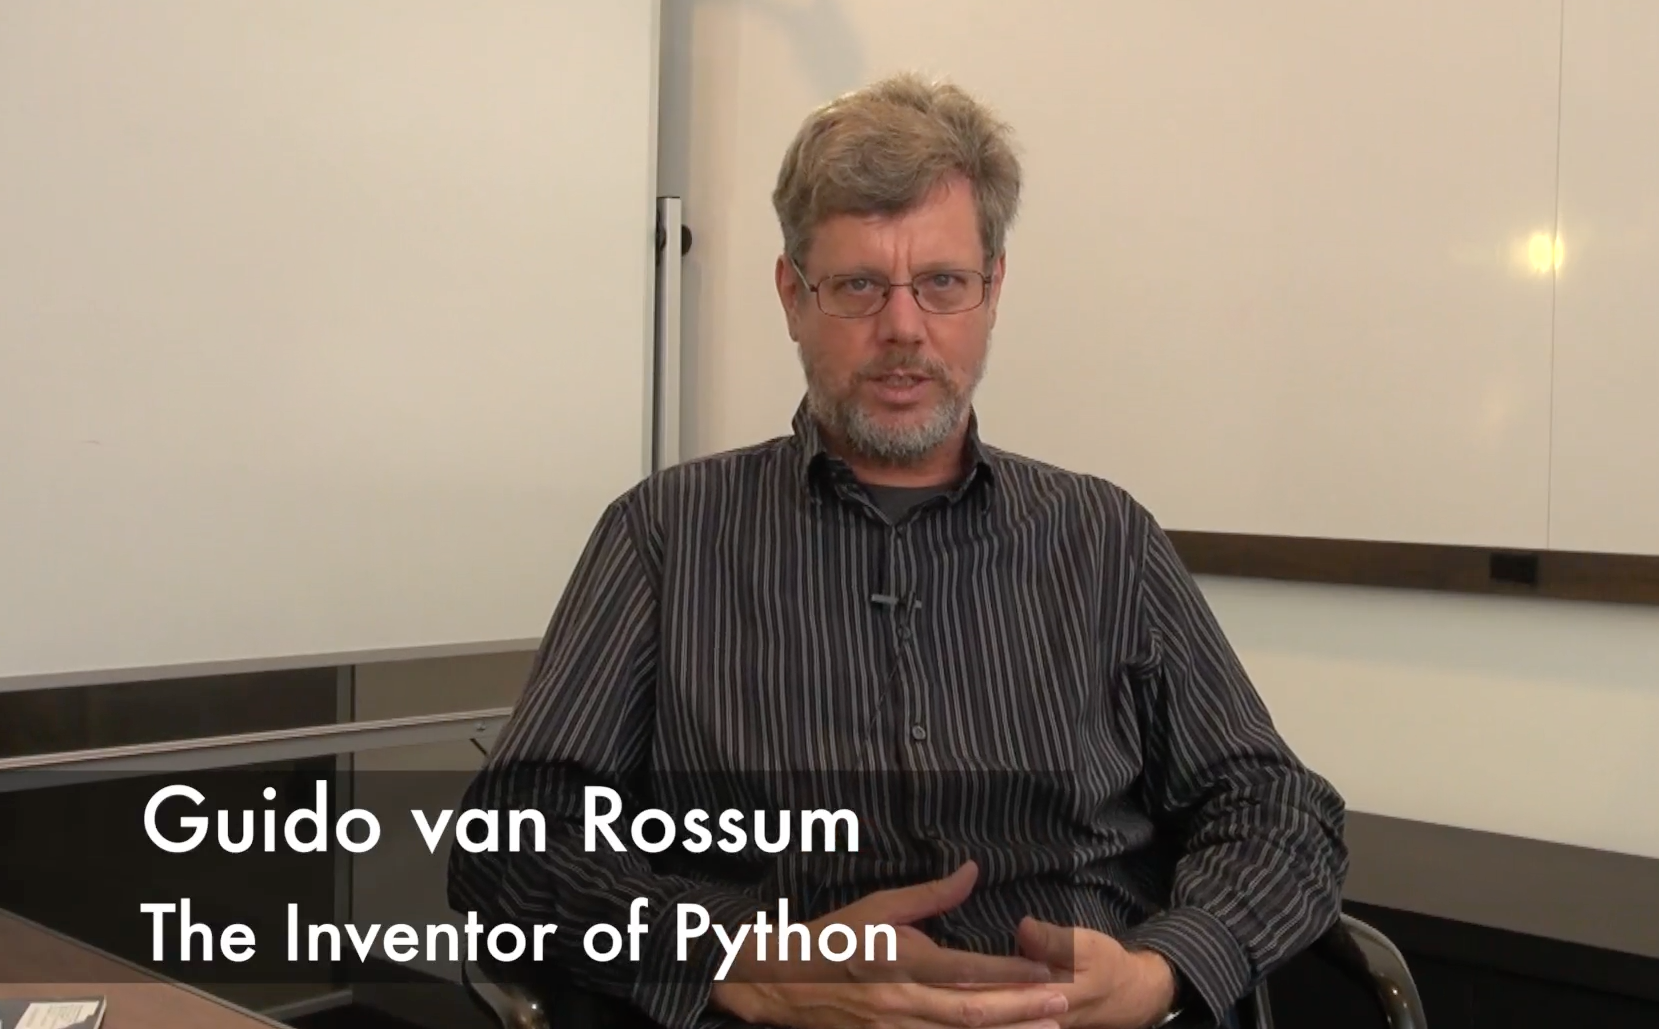 Guido van Rossum
The Inventor of Python